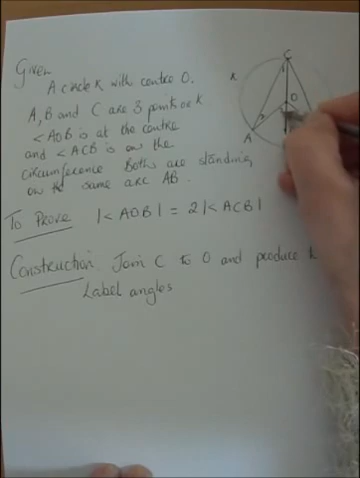 Given
A circle K with centre O.
A, B and C are 3 points on K
<AOB is at the centre
and <ACB is on the
circumference Both are standing
on the same arc AB.
To Prove |<AOB| = 2|<ACB|
Construction: Join C to O and produce
Label angles
K
C
O
A